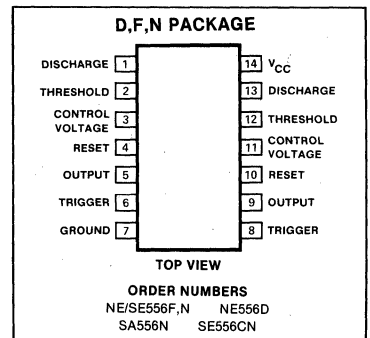 D,F,N PACKAGE
DISCHARGE 1
14 VCC
THRESHOLD 2
13 DISCHARGE
CONTROL VOLTAGE 3
12 THRESHOLD
RESET 4
11 CONTROL VOLTAGE
OUTPUT 5
10 RESET
TRIGGER 6
9 OUTPUT
GROUND 7
8 TRIGGER
TOP VIEW
ORDER NUMBERS
NE/SE556F,N NE556D
SA556N SE556CN